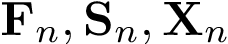 𝐅ₙ, 𝐒ₙ, 𝐗ₙ